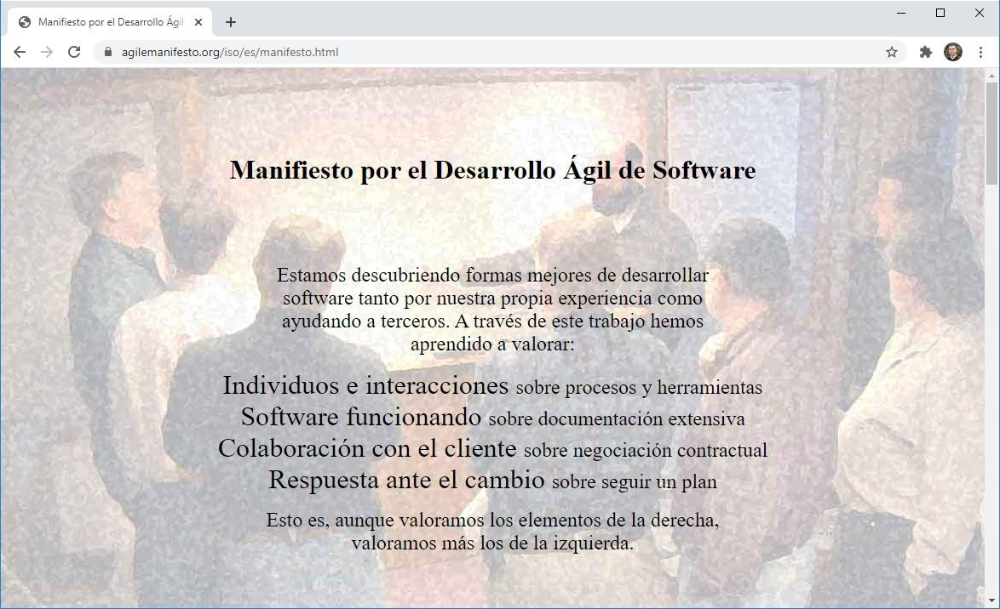 Manifiesto por el Desarrollo Ágil
agilemanifesto.org/iso/es/manifesto.html
Manifiesto por el Desarrollo Ágil de Software
Estamos descubriendo formas mejores de desarrollar
software tanto por nuestra propia experiencia como
ayudando a terceros. A través de este trabajo hemos
aprendido a valorar:
Individuos e interacciones sobre procesos y herramientas
Software funcionando sobre documentación extensiva
Colaboración con el cliente sobre negociación contractual
Respuesta ante el cambio sobre seguir un plan
Esto es, aunque valoramos los elementos de la derecha,
valoramos más los de la izquierda.